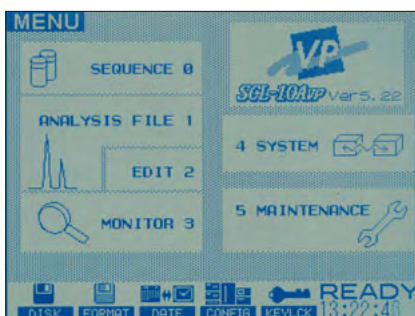 MENU
SEQUENCE 0
ANALYSIS FILE 1
EDIT 2
MONITOR 3
VP
SCL-10AVP Ver5.22
4 SYSTEM
5 MAINTENANCE
DISK FORMAT DATE CONFIG KEYLCK
READY
13:22:48